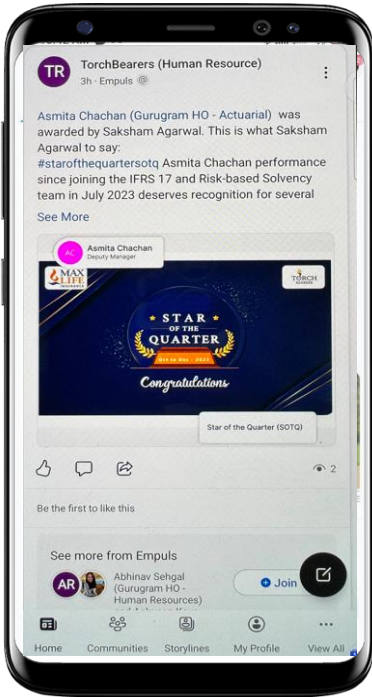 TR
TorchBearers (Human Resource)
3h · Empuls
Asmita Chachan (Gurugram HO - Actuarial) was
awarded by Saksham Agarwal. This is what Saksham
Agarwal to say:
#starofthequartersotq Asmita Chachan performance
since joining the IFRS 17 and Risk-based Solvency
team in July 2023 deserves recognition for several
See More
AC
Asmita Chachan
Deputy Manager
MAX
LIFE
INSURANCE
TORCH
BEARERS
STAR
OF THE
QUARTER
Oct to Dec - 2023
Congratulations
Star of the Quarter (SOTQ)
2
Be the first to like this
See more from Empuls
AR
Abhinav Sehgal
(Gurugram HO -
Human Resources)
Join
Home
Communities
Storylines
My Profile
View All